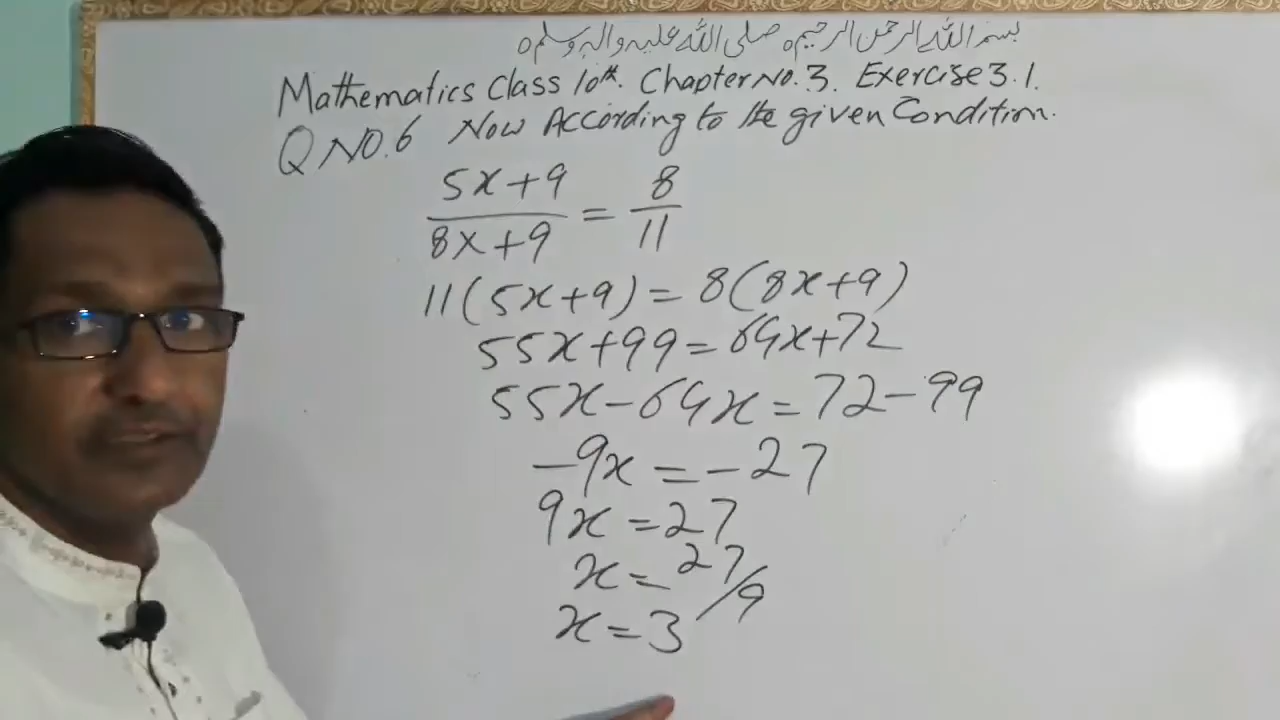 بسم اللہ الرحمن الرحیم ہ صلی اللہ علیہ والہ وسلم ہ
Mathematics Class 10th. Chapter No. 3. Exercise 3.1.
Q NO.6 Now According to the given Condition.
5x+9 / 8x+9 = 8 / 11
11(5x+9) = 8(8x+9)
55x+99 = 64x+72
55x-64x = 72-99
-9x = -27
9x = 27
x = 27/9
x = 3